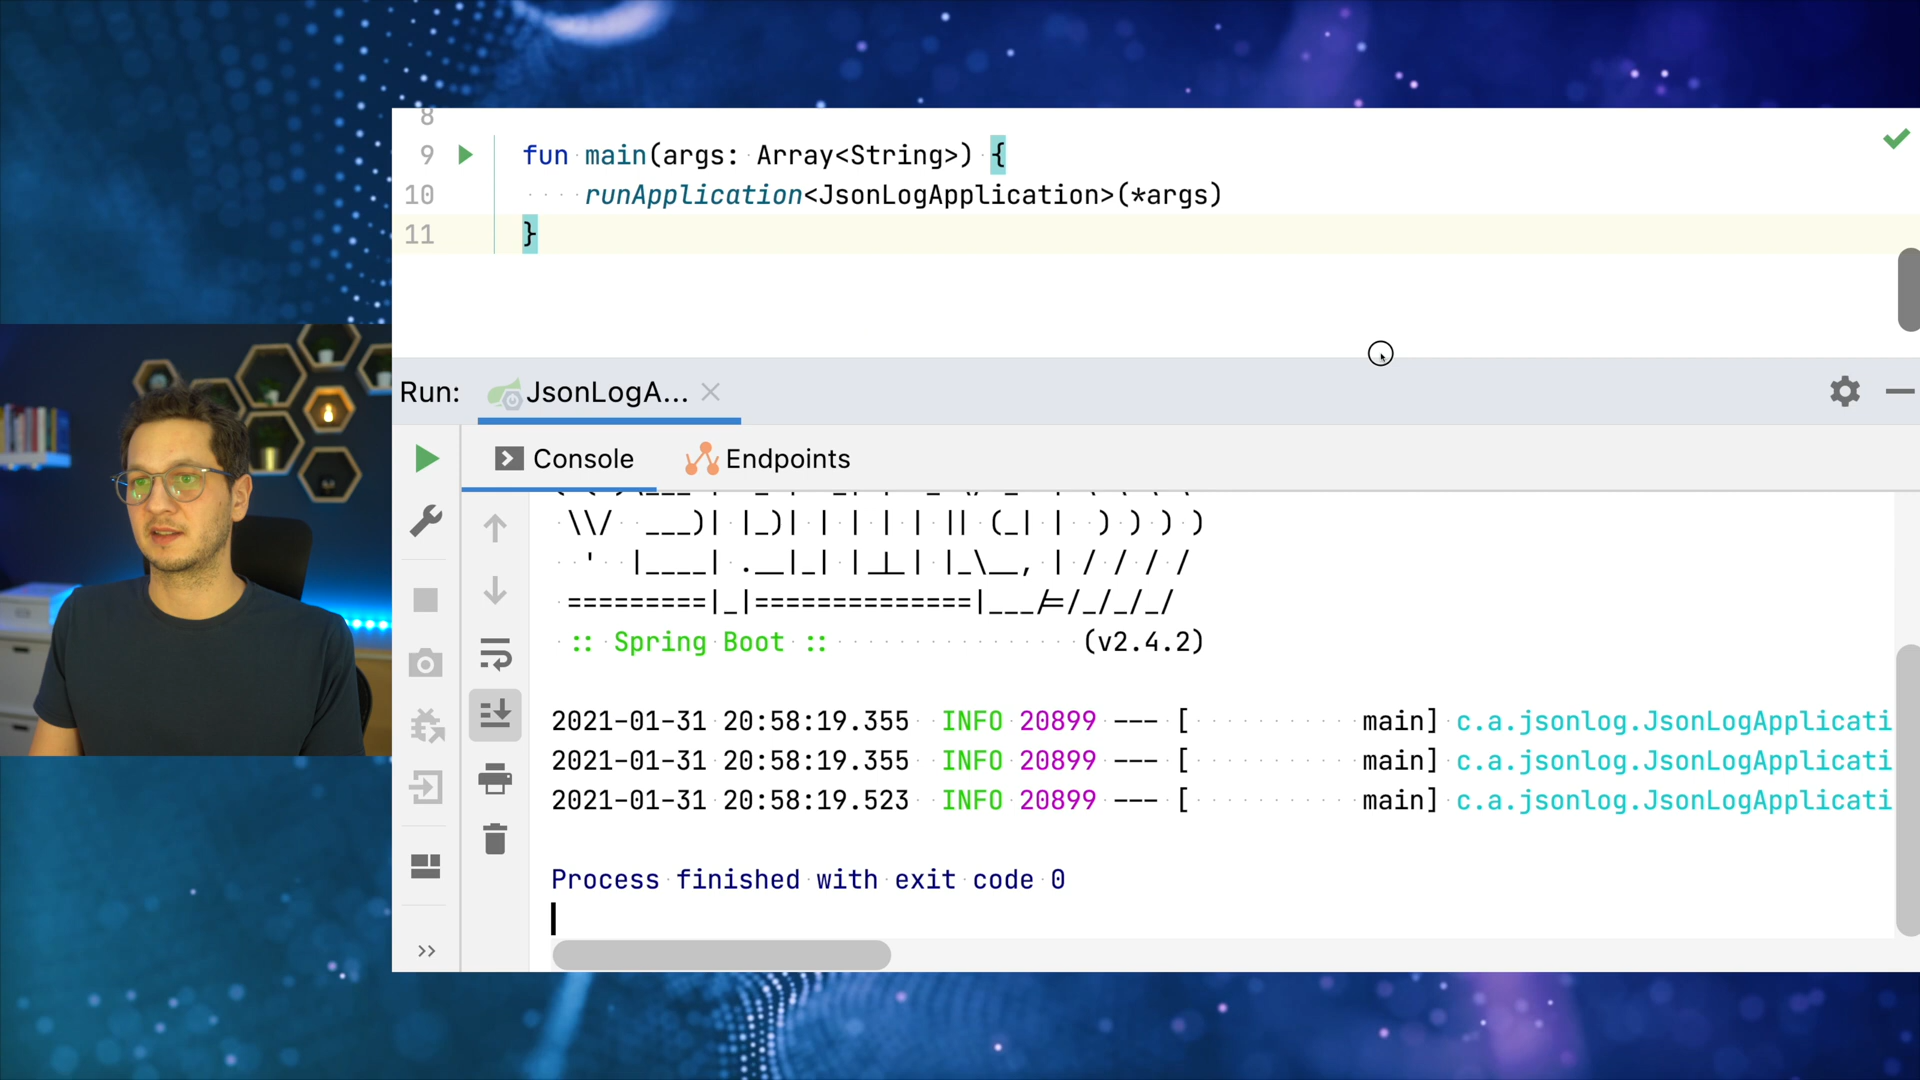 8
9 fun main(args: Array<String>) {
10 runApplication<JsonLogApplication>(*args)
11 }
Run: JsonLogA...
Console Endpoints
\\/  ___)| |_)| | | | | || (_| |  ) ) ) )
'  |____| .__|_| |_|_| |_\__, | / / / /
=========|_|==============|___/=/_/_/_/
:: Spring Boot :: (v2.4.2)
2021-01-31 20:58:19.355 INFO 20899 --- [ main] c.a.jsonlog.JsonLogApplicati
2021-01-31 20:58:19.355 INFO 20899 --- [ main] c.a.jsonlog.JsonLogApplicati
2021-01-31 20:58:19.523 INFO 20899 --- [ main] c.a.jsonlog.JsonLogApplicati
Process finished with exit code 0